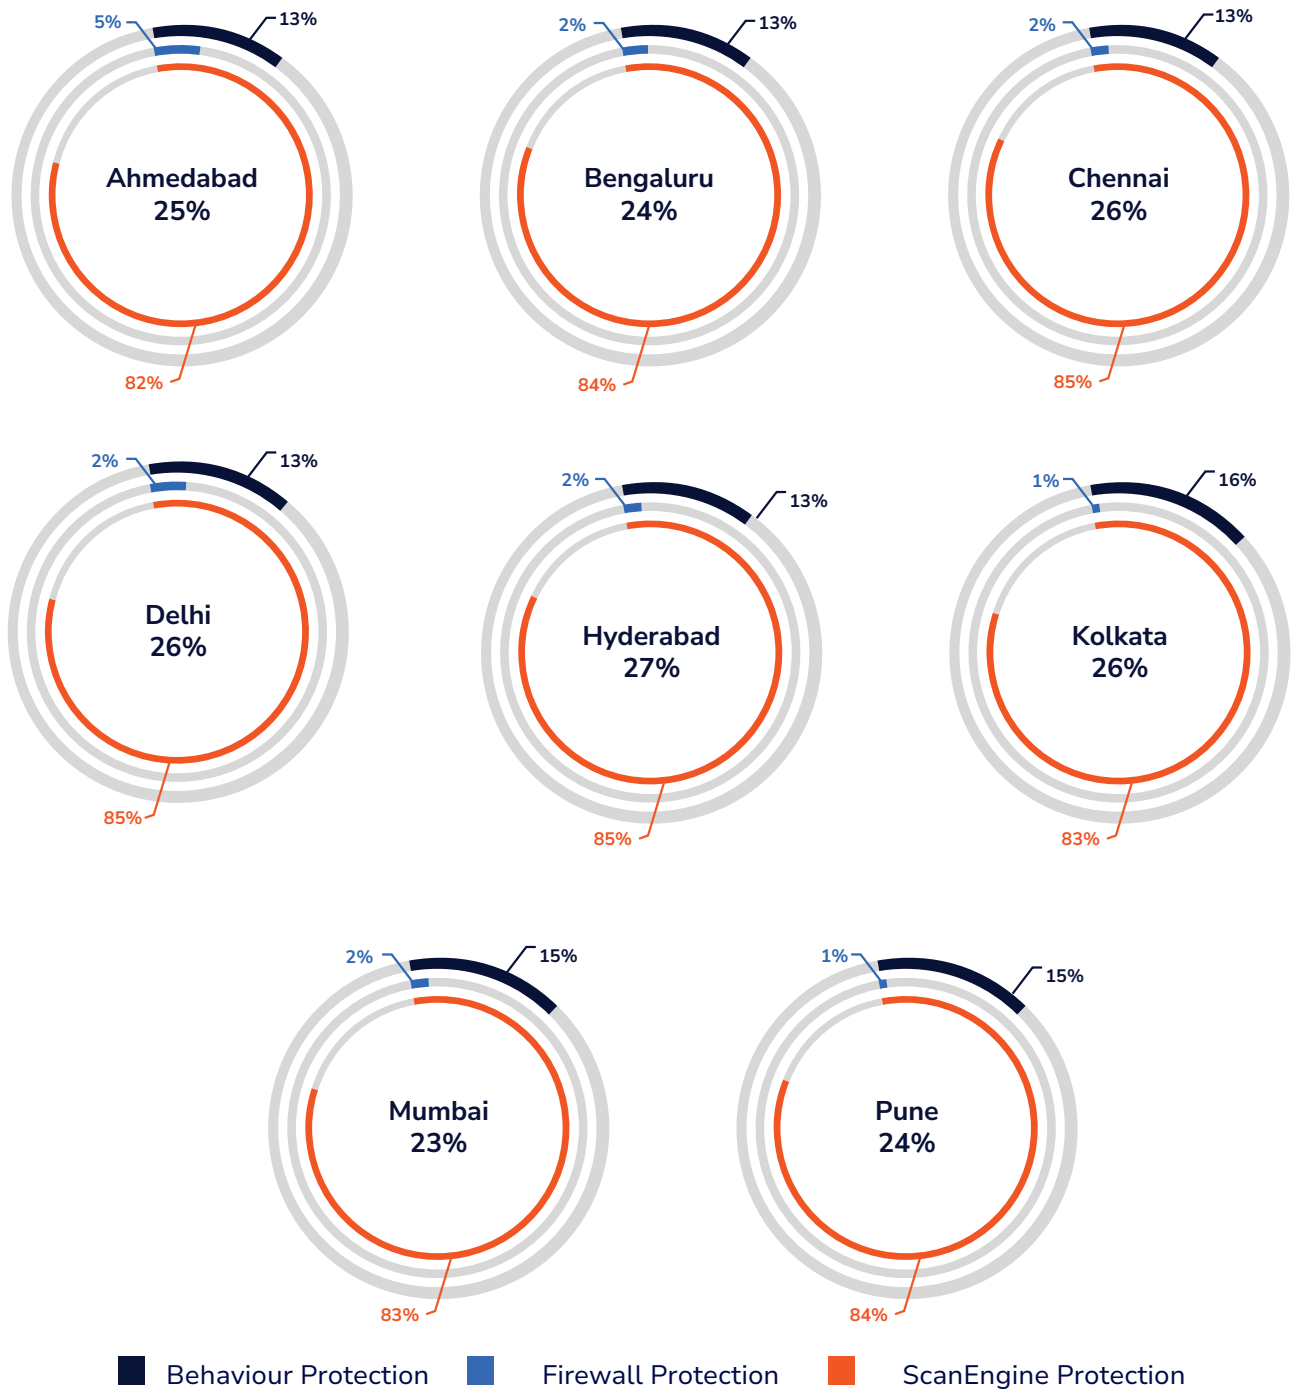 5%
13%
Ahmedabad
25%
82%
2%
13%
Bengaluru
24%
84%
2%
13%
Chennai
26%
85%
2%
13%
Delhi
26%
85%
2%
13%
Hyderabad
27%
85%
1%
16%
Kolkata
26%
83%
2%
15%
Mumbai
23%
83%
1%
15%
Pune
24%
84%
Behaviour Protection
Firewall Protection
ScanEngine Protection